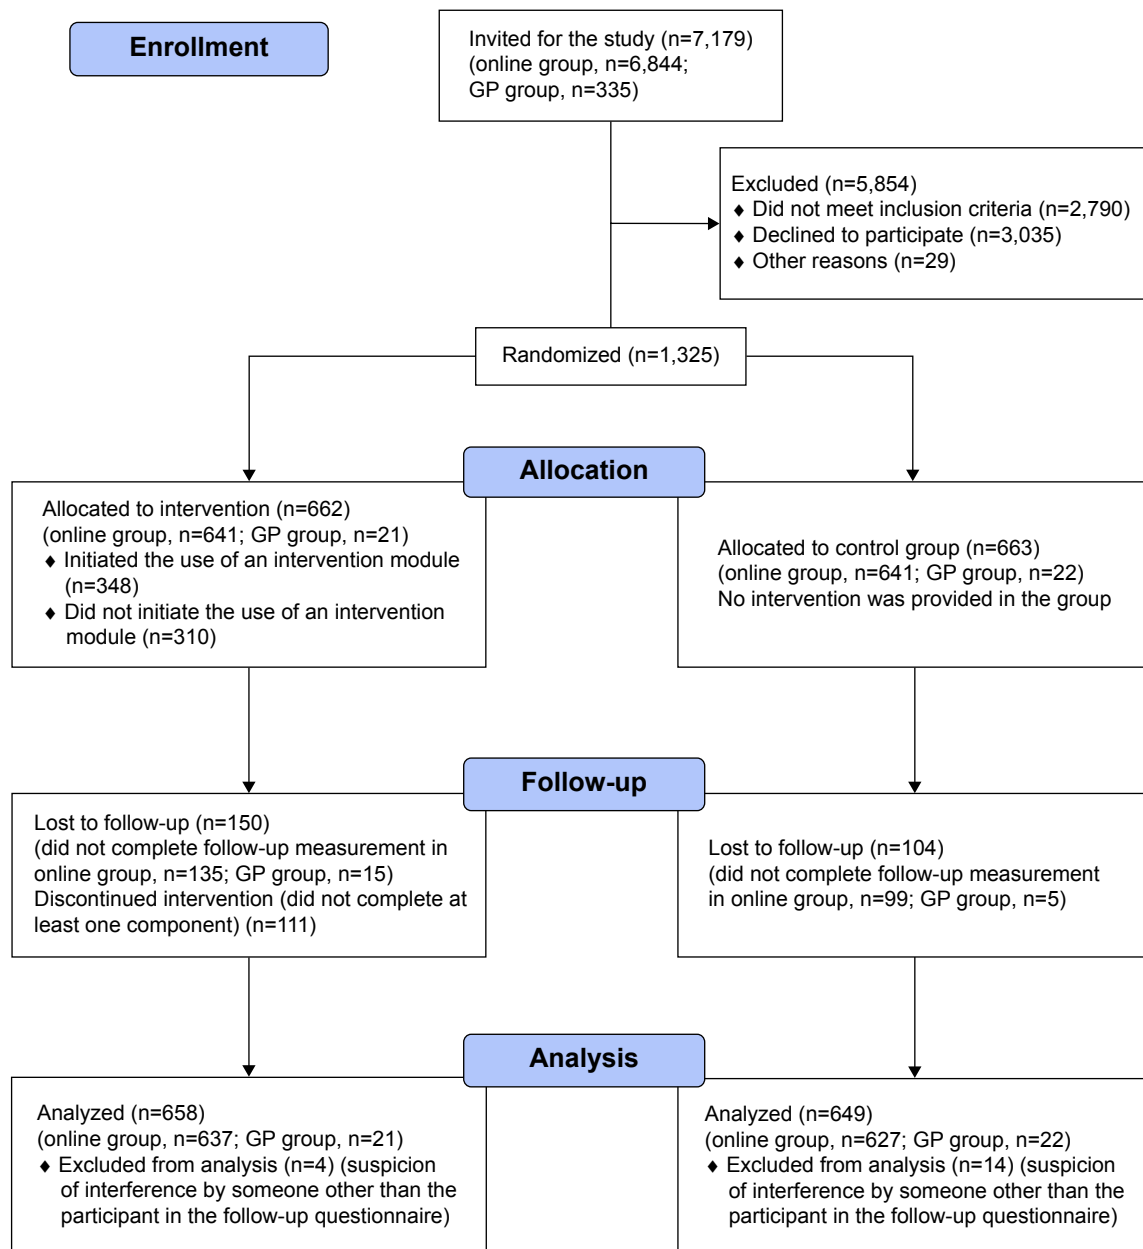 Enrollment
Invited for the study (n=7,179)
(online group, n=6,844;
GP group, n=335)
Excluded (n=5,854)
♦ Did not meet inclusion criteria (n=2,790)
♦ Declined to participate (n=3,035)
♦ Other reasons (n=29)
Randomized (n=1,325)
Allocation
Allocated to intervention (n=662)
(online group, n=641; GP group, n=21)
♦ Initiated the use of an intervention module
(n=348)
♦ Did not initiate the use of an intervention
module (n=310)
Allocated to control group (n=663)
(online group, n=641; GP group, n=22)
No intervention was provided in the group
Follow-up
Lost to follow-up (n=150)
(did not complete follow-up measurement in
online group, n=135; GP group, n=15)
Discontinued intervention (did not complete at
least one component) (n=111)
Lost to follow-up (n=104)
(did not complete follow-up measurement
in online group, n=99; GP group, n=5)
Analysis
Analyzed (n=658)
(online group, n=637; GP group, n=21)
♦ Excluded from analysis (n=4) (suspicion
of interference by someone other than the
participant in the follow-up questionnaire)
Analyzed (n=649)
(online group, n=627; GP group, n=22)
♦ Excluded from analysis (n=14) (suspicion
of interference by someone other than the
participant in the follow-up questionnaire)